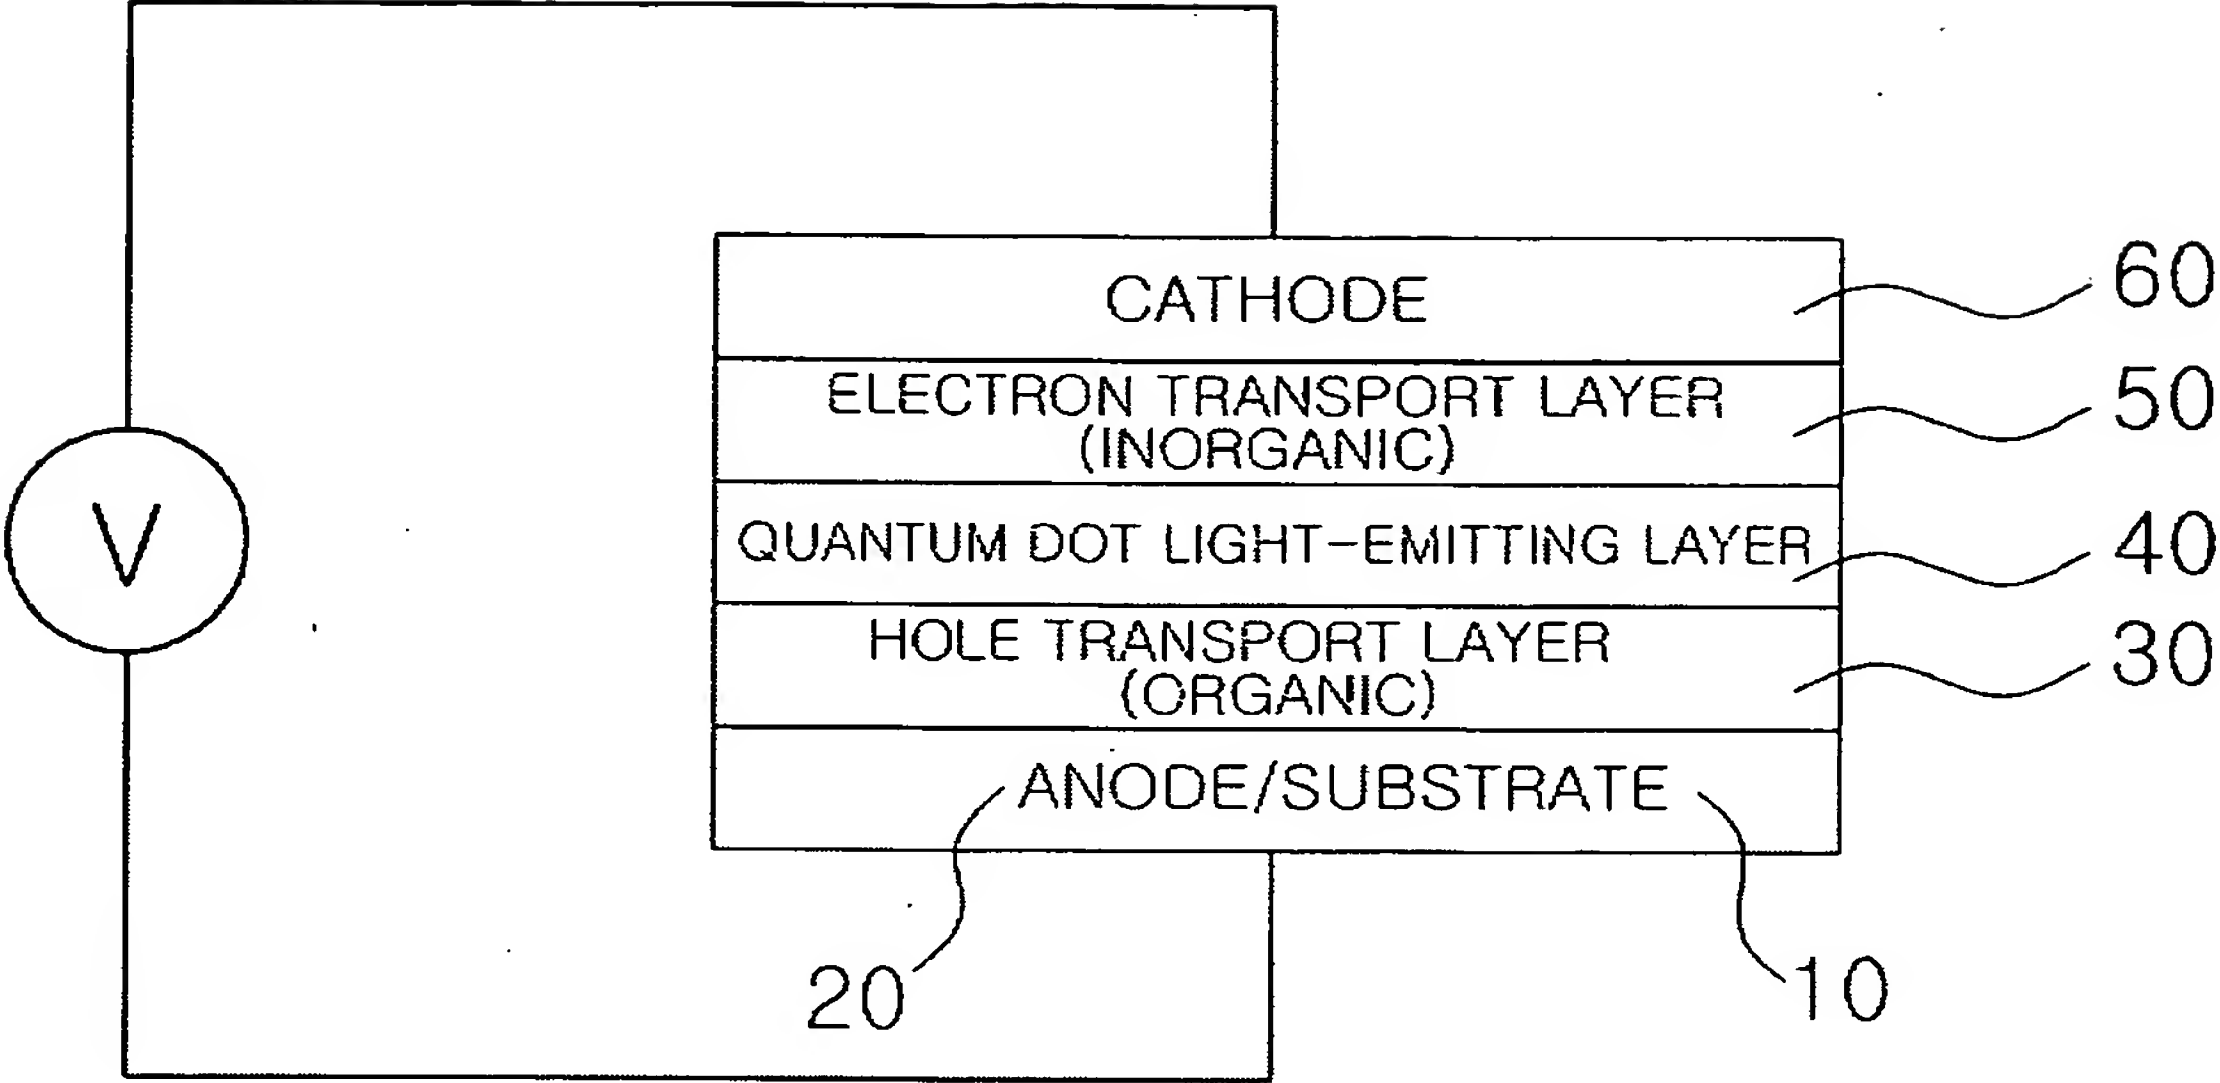 CATHODE
60
ELECTRON TRANSPORT LAYER
(INORGANIC)
50
V
QUANTUM DOT LIGHT-EMITTING LAYER
40
HOLE TRANSPORT LAYER
(ORGANIC)
30
ANODE/SUBSTRATE
20
10